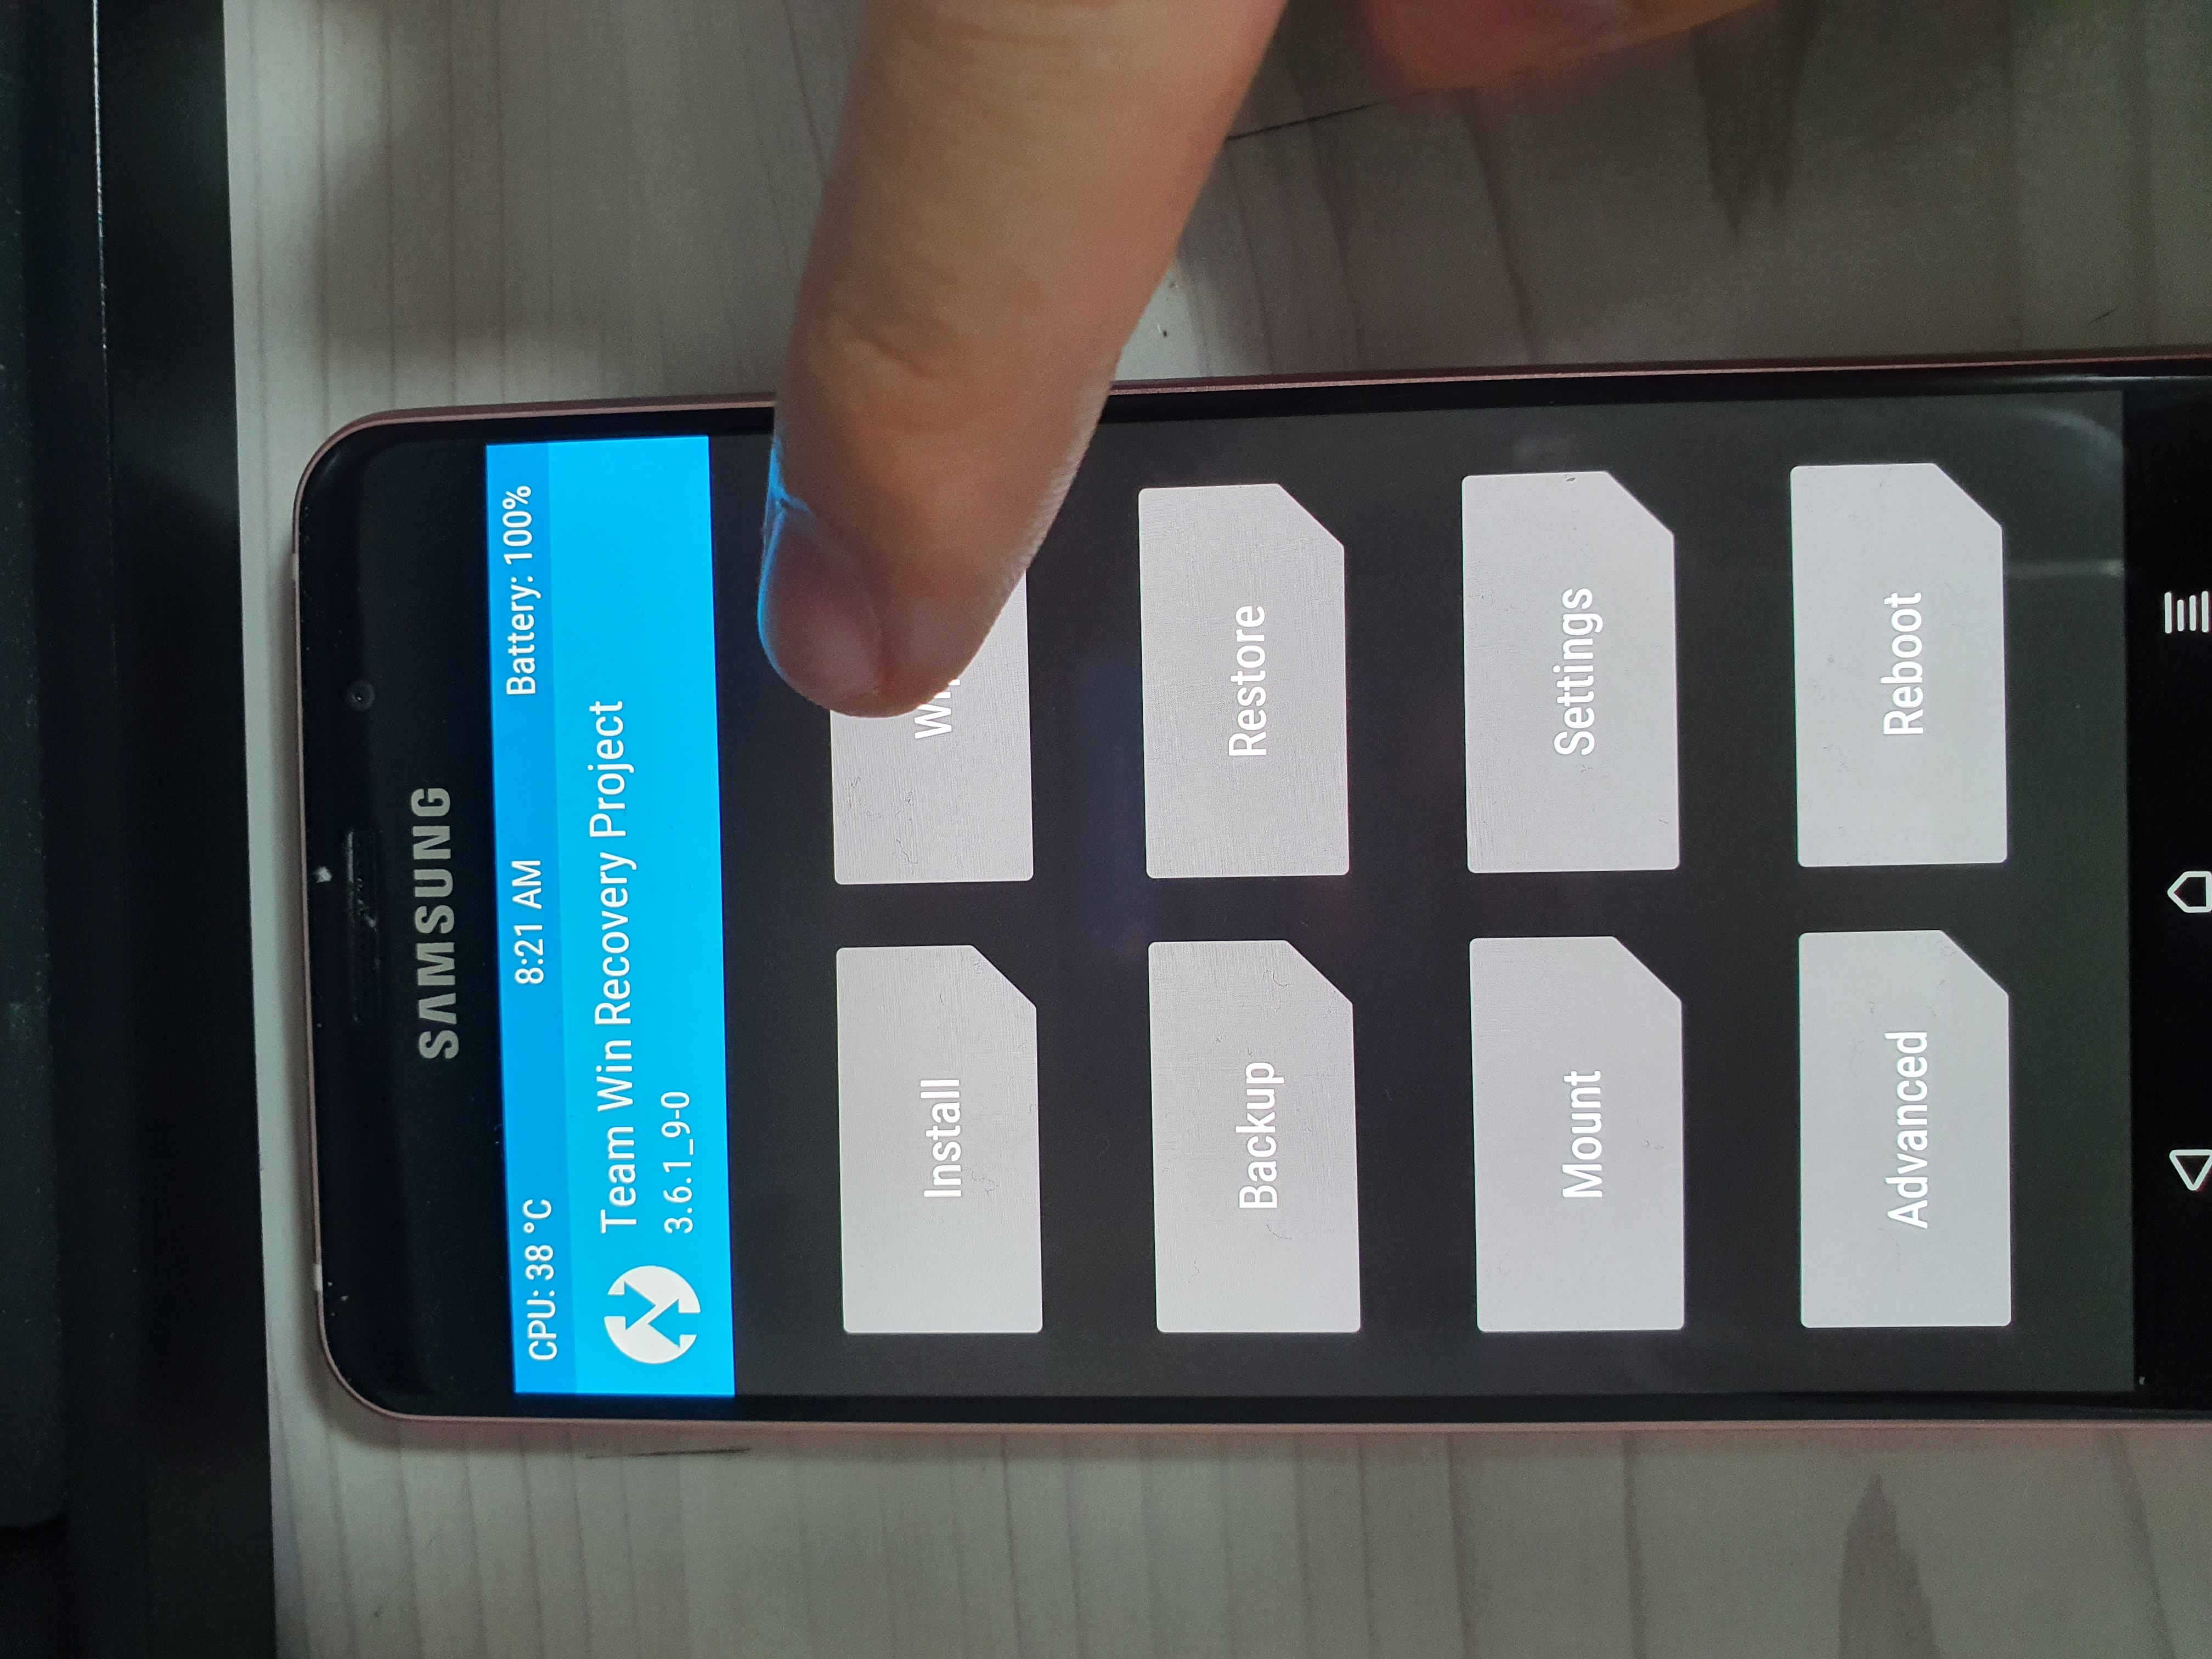 SAMSUNG
CPU: 38 °C 8:21 AM Battery: 100%
Team Win Recovery Project
3.6.1_9-0
Install
Backup Restore
Mount Settings
Advanced Reboot